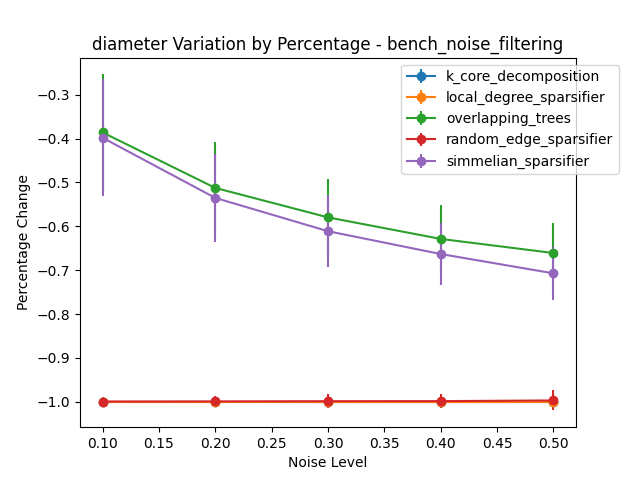 diameter Variation by Percentage - bench_noise_filtering
k_core_decomposition
local_degree_sparsifier
overlapping_trees
random_edge_sparsifier
simmelian_sparsifier
Percentage Change
−0.3
−0.4
−0.5
−0.6
−0.7
−0.8
−0.9
−1.0
0.10 0.15 0.20 0.25 0.30 0.35 0.40 0.45 0.50
Noise Level